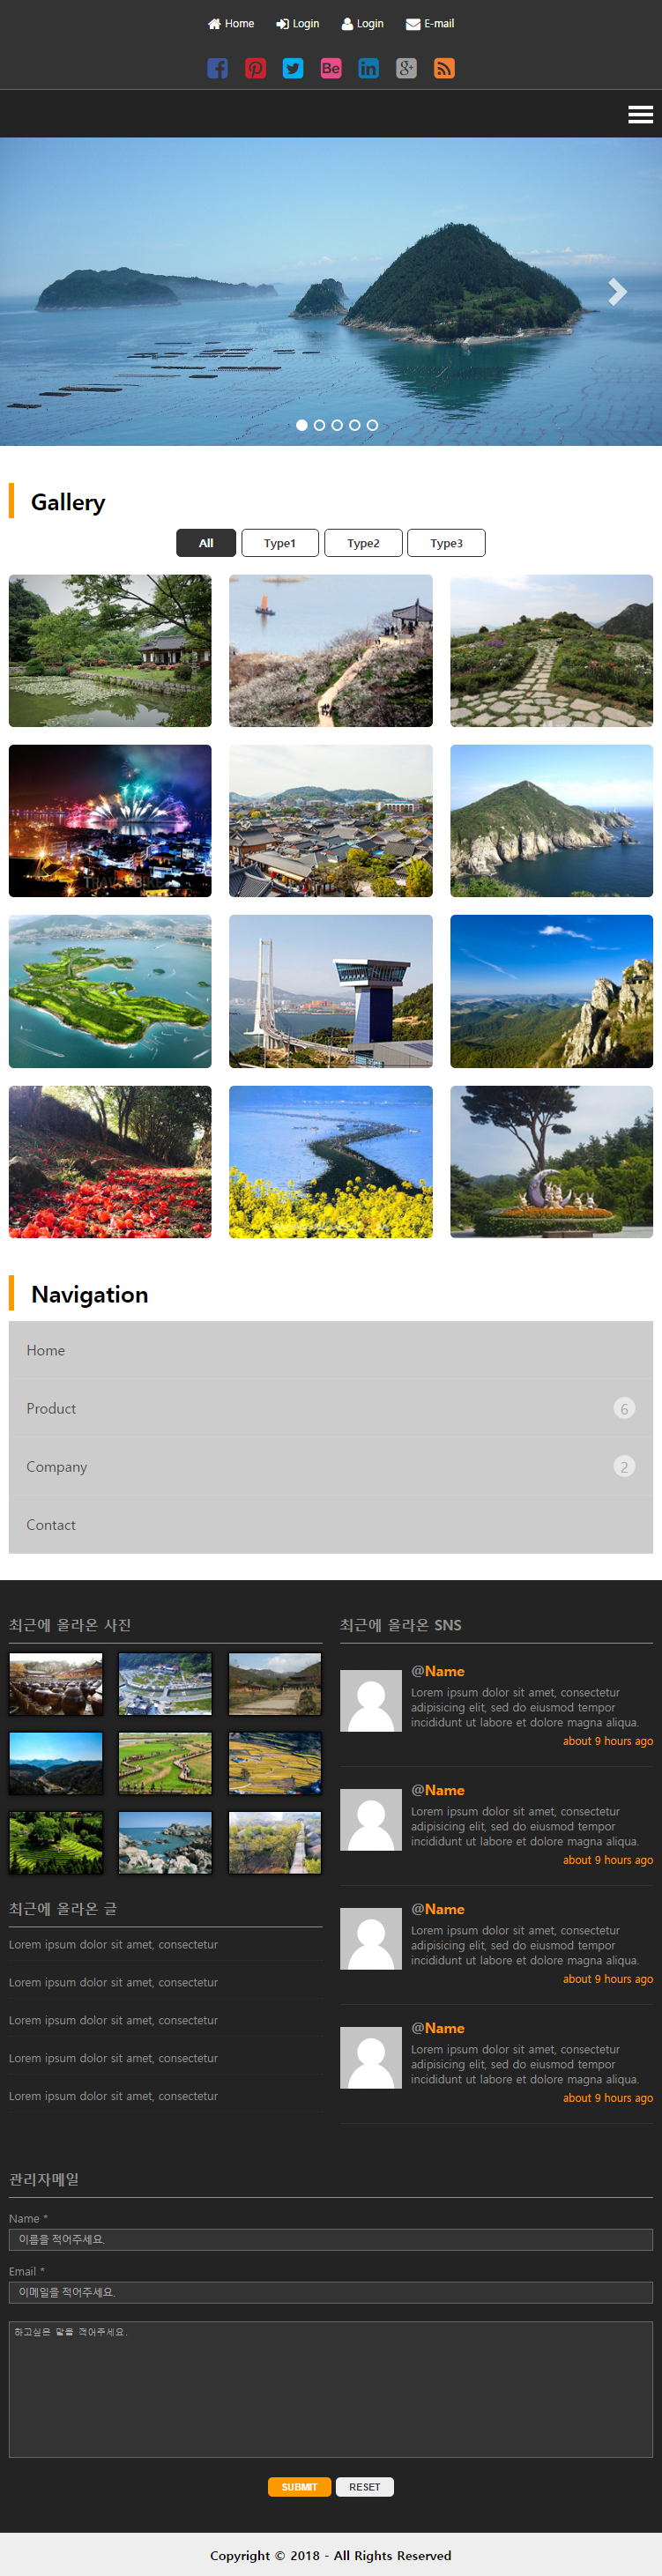 Home Login Login E-mail
Be in g+
Gallery
All Type1 Type2 Type3
Navigation
Home
Product 6
Company 2
Contact
최근에 올라온 사진
최근에 올라온 글
Lorem ipsum dolor sit amet, consectetur
Lorem ipsum dolor sit amet, consectetur
Lorem ipsum dolor sit amet, consectetur
Lorem ipsum dolor sit amet, consectetur
Lorem ipsum dolor sit amet, consectetur
최근에 올라온 SNS
@Name
Lorem ipsum dolor sit amet, consectetur
adipisicing elit, sed do eiusmod tempor
incididunt ut labore et dolore magna aliqua.
about 9 hours ago
@Name
Lorem ipsum dolor sit amet, consectetur
adipisicing elit, sed do eiusmod tempor
incididunt ut labore et dolore magna aliqua.
about 9 hours ago
@Name
Lorem ipsum dolor sit amet, consectetur
adipisicing elit, sed do eiusmod tempor
incididunt ut labore et dolore magna aliqua.
about 9 hours ago
@Name
Lorem ipsum dolor sit amet, consectetur
adipisicing elit, sed do eiusmod tempor
incididunt ut labore et dolore magna aliqua.
about 9 hours ago
관리자메일
Name *
이름을 적어주세요.
Email *
이메일을 적어주세요.
하고싶은 말을 적어주세요.
SUBMIT RESET
Copyright © 2018 - All Rights Reserved